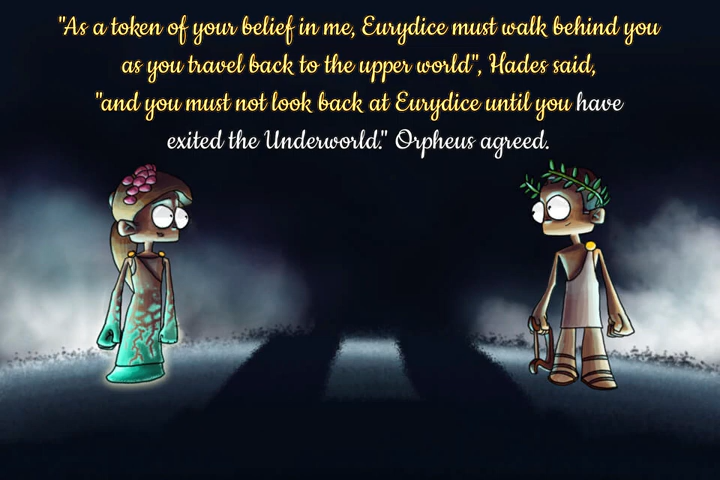 "As a token of your belief in me, Eurydice must walk behind you
as you travel back to the upper world", Hades said,
"and you must not look back at Eurydice until you have
exited the Underworld." Orpheus agreed.